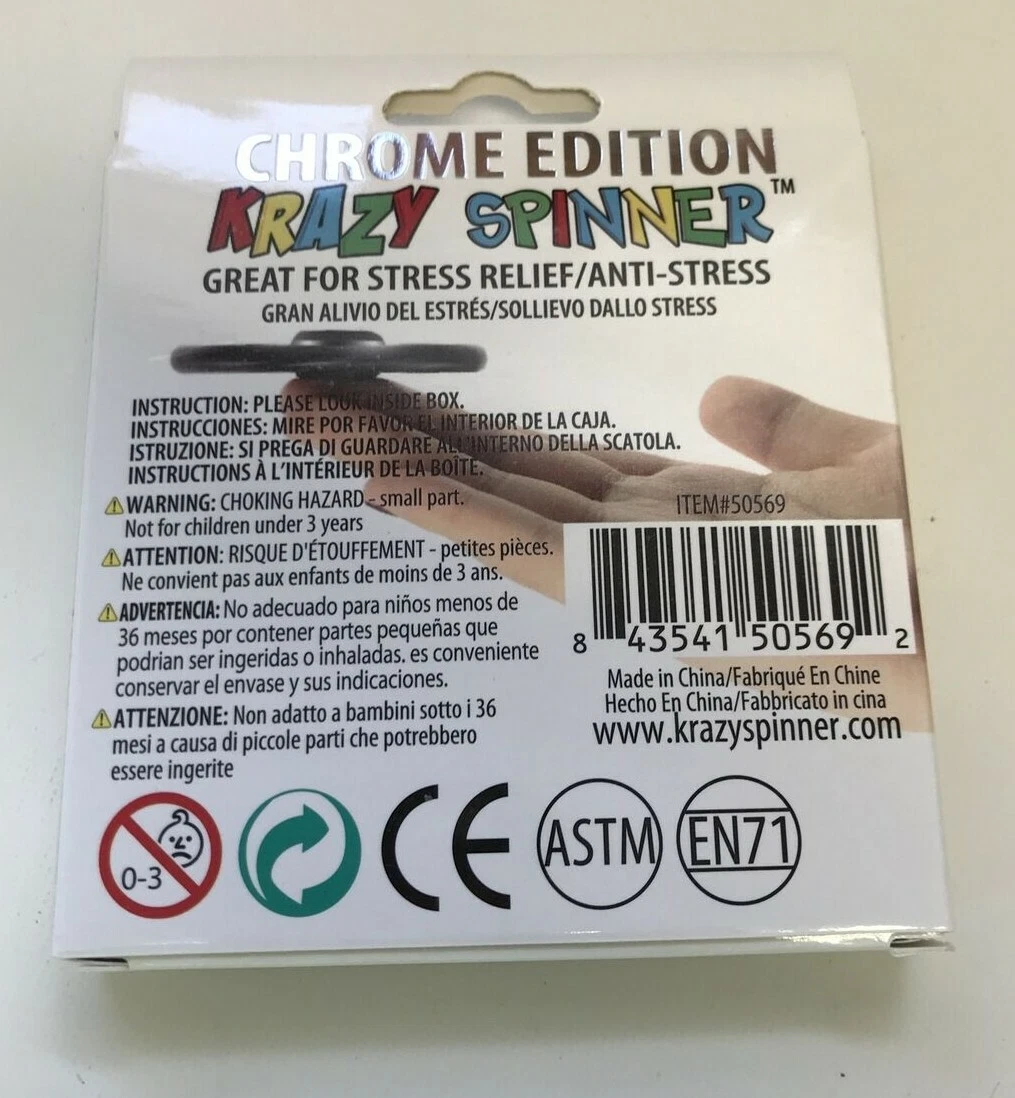 CHROME EDITION
KRAZY SPINNER™
GREAT FOR STRESS RELIEF/ANTI-STRESS
GRAN ALIVIO DEL ESTRÉS/SOLLIEVO DALLO STRESS
INSTRUCTION: PLEASE LOOK INSIDE BOX.
INSTRUCCIONES: MIRE POR FAVOR EL INTERIOR DE LA CAJA.
ISTRUZIONE: SI PREGA DI GUARDARE ALL'INTERNO DELLA SCATOLA.
INSTRUCTIONS À L'INTÉRIEUR DE LA BOÎTE.
WARNING: CHOKING HAZARD - small part.
Not for children under 3 years
ATTENTION: RISQUE D'ÉTOUFFEMENT - petites pièces.
Ne convient pas aux enfants de moins de 3 ans.
ADVERTENCIA: No adecuado para niños menos de
36 meses por contener partes pequeñas que
podrian ser ingeridas o inhaladas. es conveniente
conservar el envase y sus indicaciones.
ATTENZIONE: Non adatto a bambini sotto i 36
mesi a causa di piccole parti che potrebbero
essere ingerite
ITEM#50569
8 43541 50569 2
Made in China/Fabriqué En Chine
Hecho En China/Fabbricato in cina
www.krazyspinner.com
0-3
CE
ASTM
EN71